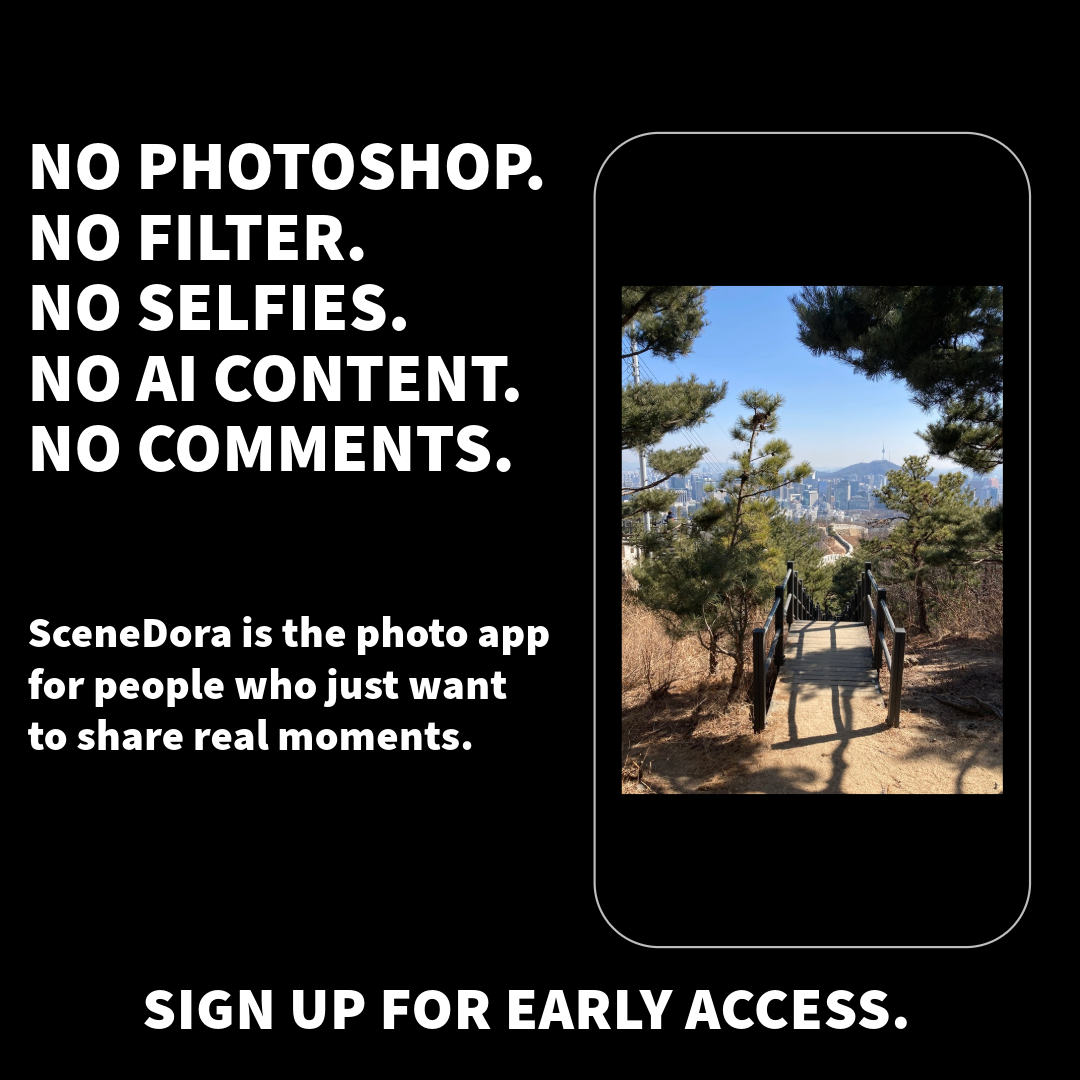 NO PHOTOSHOP.
NO FILTER.
NO SELFIES.
NO AI CONTENT.
NO COMMENTS.
SceneDora is the photo app
for people who just want
to share real moments.
SIGN UP FOR EARLY ACCESS.